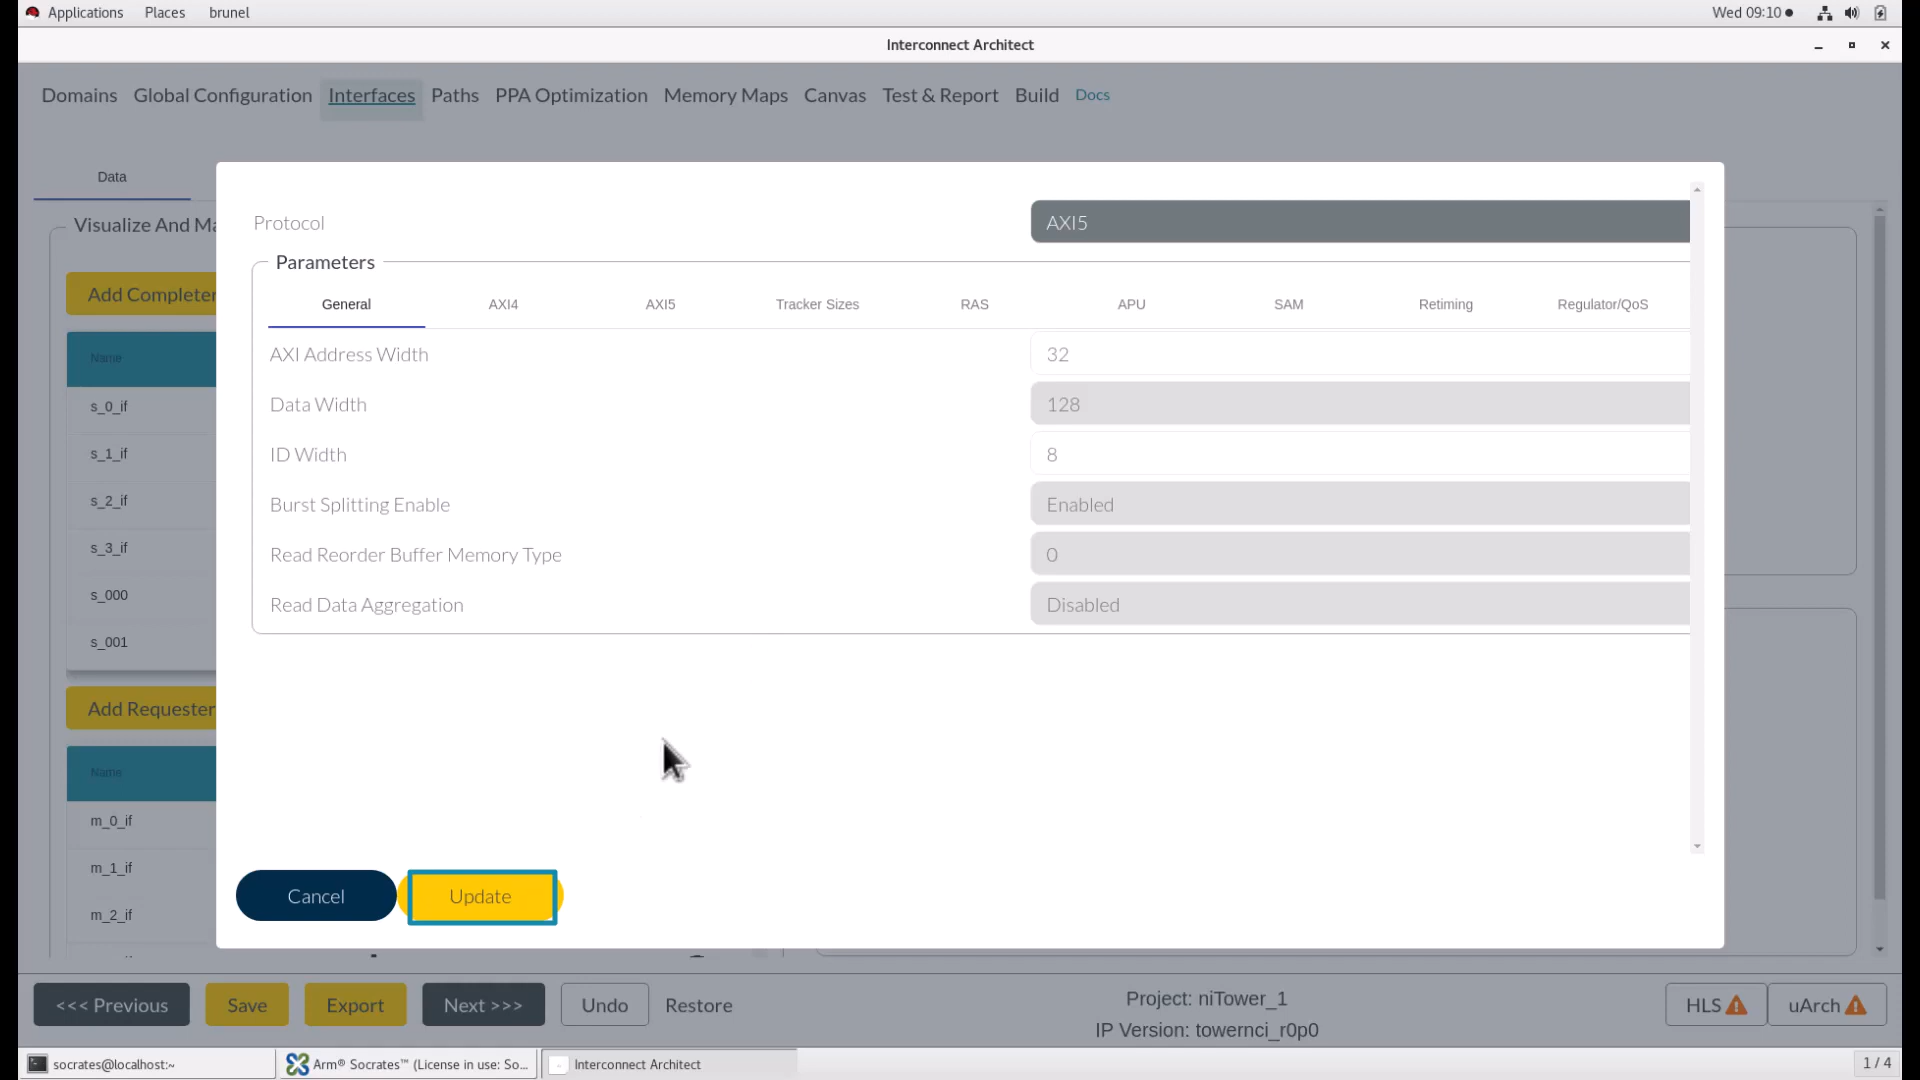 Applications Places brunel Wed 09:10
Interconnect Architect
Domains Global Configuration Interfaces Paths PPA Optimization Memory Maps Canvas Test & Report Build Docs
Data
Visualize And Ma
Protocol AXI5
Parameters
Add Completer
General AXI4 AXI5 Tracker Sizes RAS APU SAM Retiming Regulator/QoS
Name
AXI Address Width 32
s_0_if
Data Width 128
s_1_if
ID Width 8
s_2_if
Burst Splitting Enable Enabled
s_3_if
Read Reorder Buffer Memory Type 0
s_000
Read Data Aggregation Disabled
s_001
Add Requester
Name
m_0_if
m_1_if
m_2_if
Cancel Update
<<< Previous Save Export Next >>> Undo Restore
Project: niTower_1
IP Version: towernci_r0p0
HLS uArch
socrates@localhost:~ Arm® Socrates™ (License in use: So... Interconnect Architect 1 / 4